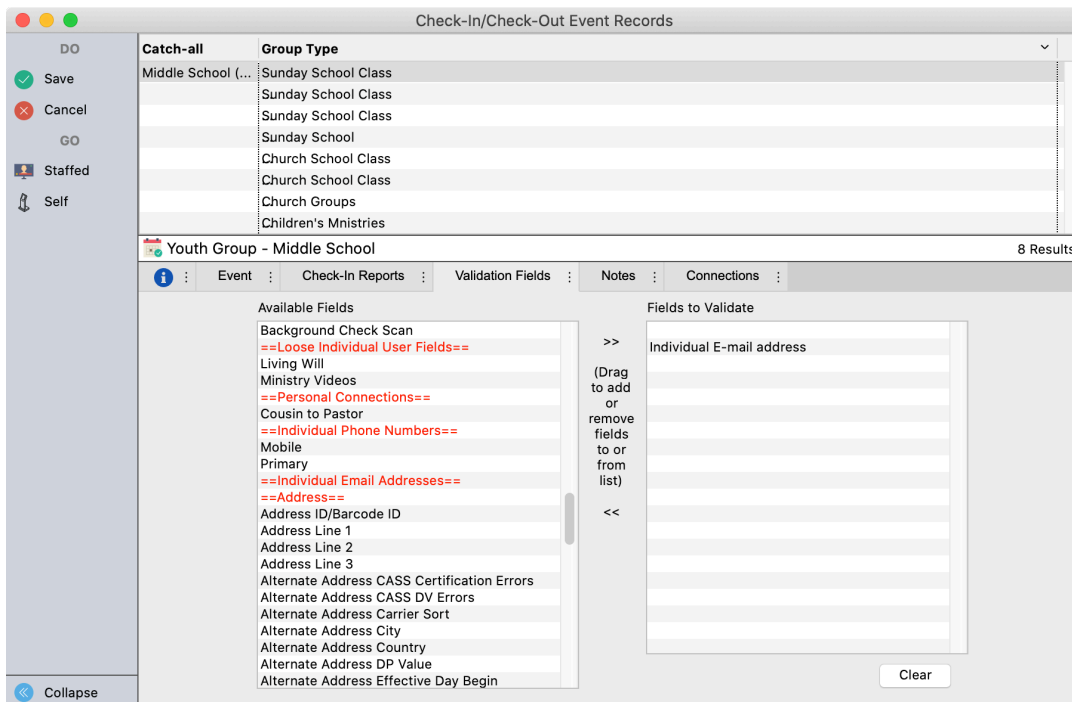 Check-In/Check-Out Event Records
DO
Save
Cancel
GO
Staffed
Self
Collapse
Catch-all Group Type
Middle School (... Sunday School Class
Sunday School Class
Sunday School Class
Sunday School
Church School Class
Church School Class
Church Groups
Children's Mnistries
Youth Group - Middle School 8 Results
Event Check-In Reports Validation Fields Notes Connections
Available Fields
Background Check Scan
==Loose Individual User Fields==
Living Will
Ministry Videos
==Personal Connections==
Cousin to Pastor
==Individual Phone Numbers==
Mobile
Primary
==Individual Email Addresses==
==Address==
Address ID/Barcode ID
Address Line 1
Address Line 2
Address Line 3
Alternate Address CASS Certification Errors
Alternate Address CASS DV Errors
Alternate Address Carrier Sort
Alternate Address City
Alternate Address Country
Alternate Address DP Value
Alternate Address Effective Day Begin
>>
(Drag
to add
or
remove
fields
to or
from
list)
<<
Fields to Validate
Individual E-mail address
Clear